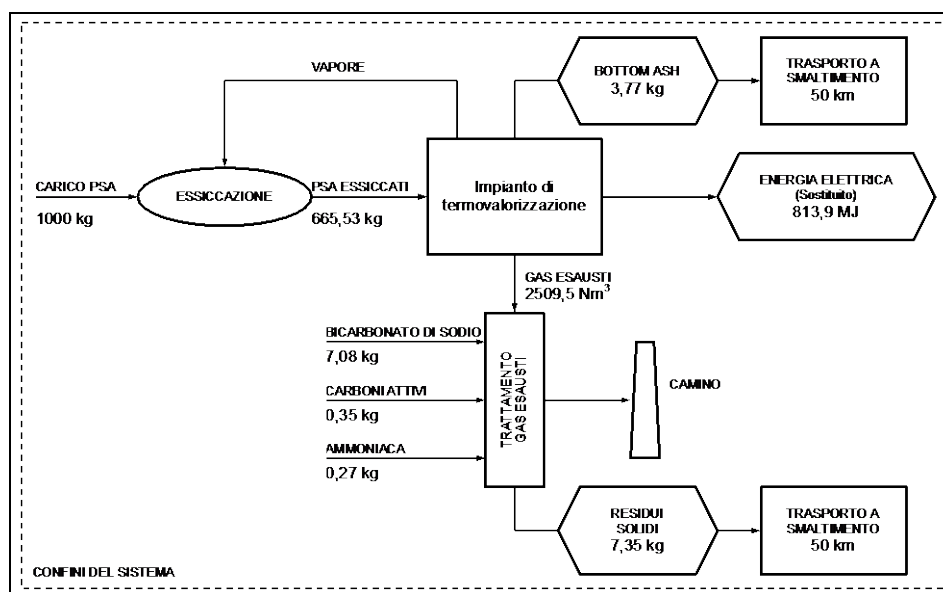 VAPORE
BOTTOM ASH
3,77 kg
TRASPORTO A
SMALTIMENTO
50 km
CARICO PSA
1000 kg
ESSICCAZIONE
PSA ESSICCATI
665,53 kg
Impianto di
termovalorizzazione
ENERGIA ELETTRICA
(Sostituito)
813,9 MJ
GAS ESAUSTI
2509,5 Nm³
BICARBONATO DI SODIO
7,08 kg
CARBONI ATTIVI
0,35 kg
AMMONIACA
0,27 kg
TRATTAMENTO
GAS ESAUSTI
CAMINO
RESIDUI
SOLIDI
7,35 kg
TRASPORTO A
SMALTIMENTO
50 km
CONFINI DEL SISTEMA